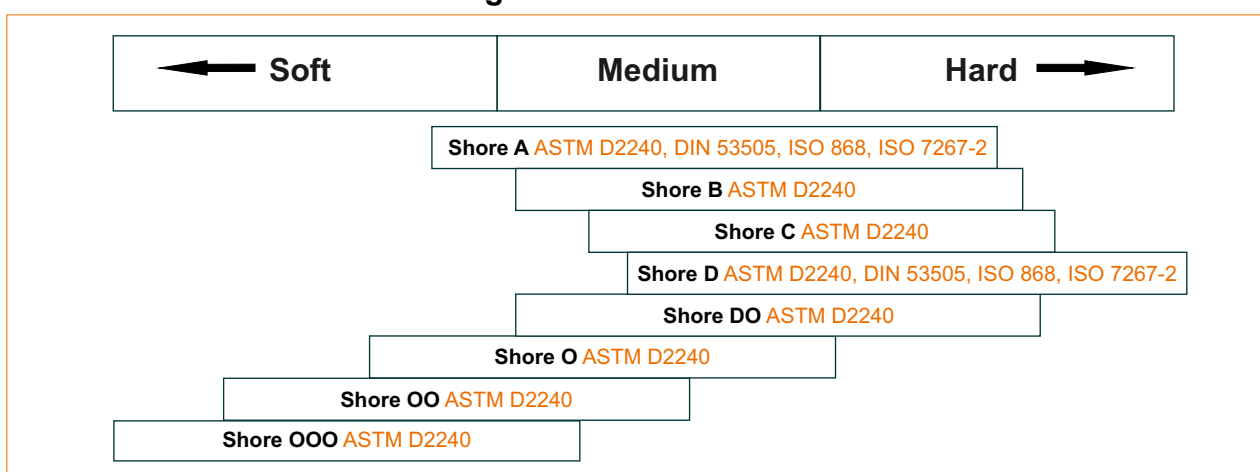 Soft Medium Hard
Shore A ASTM D2240, DIN 53505, ISO 868, ISO 7267-2
Shore B ASTM D2240
Shore C ASTM D2240
Shore D ASTM D2240, DIN 53505, ISO 868, ISO 7267-2
Shore DO ASTM D2240
Shore O ASTM D2240
Shore OO ASTM D2240
Shore OOO ASTM D2240